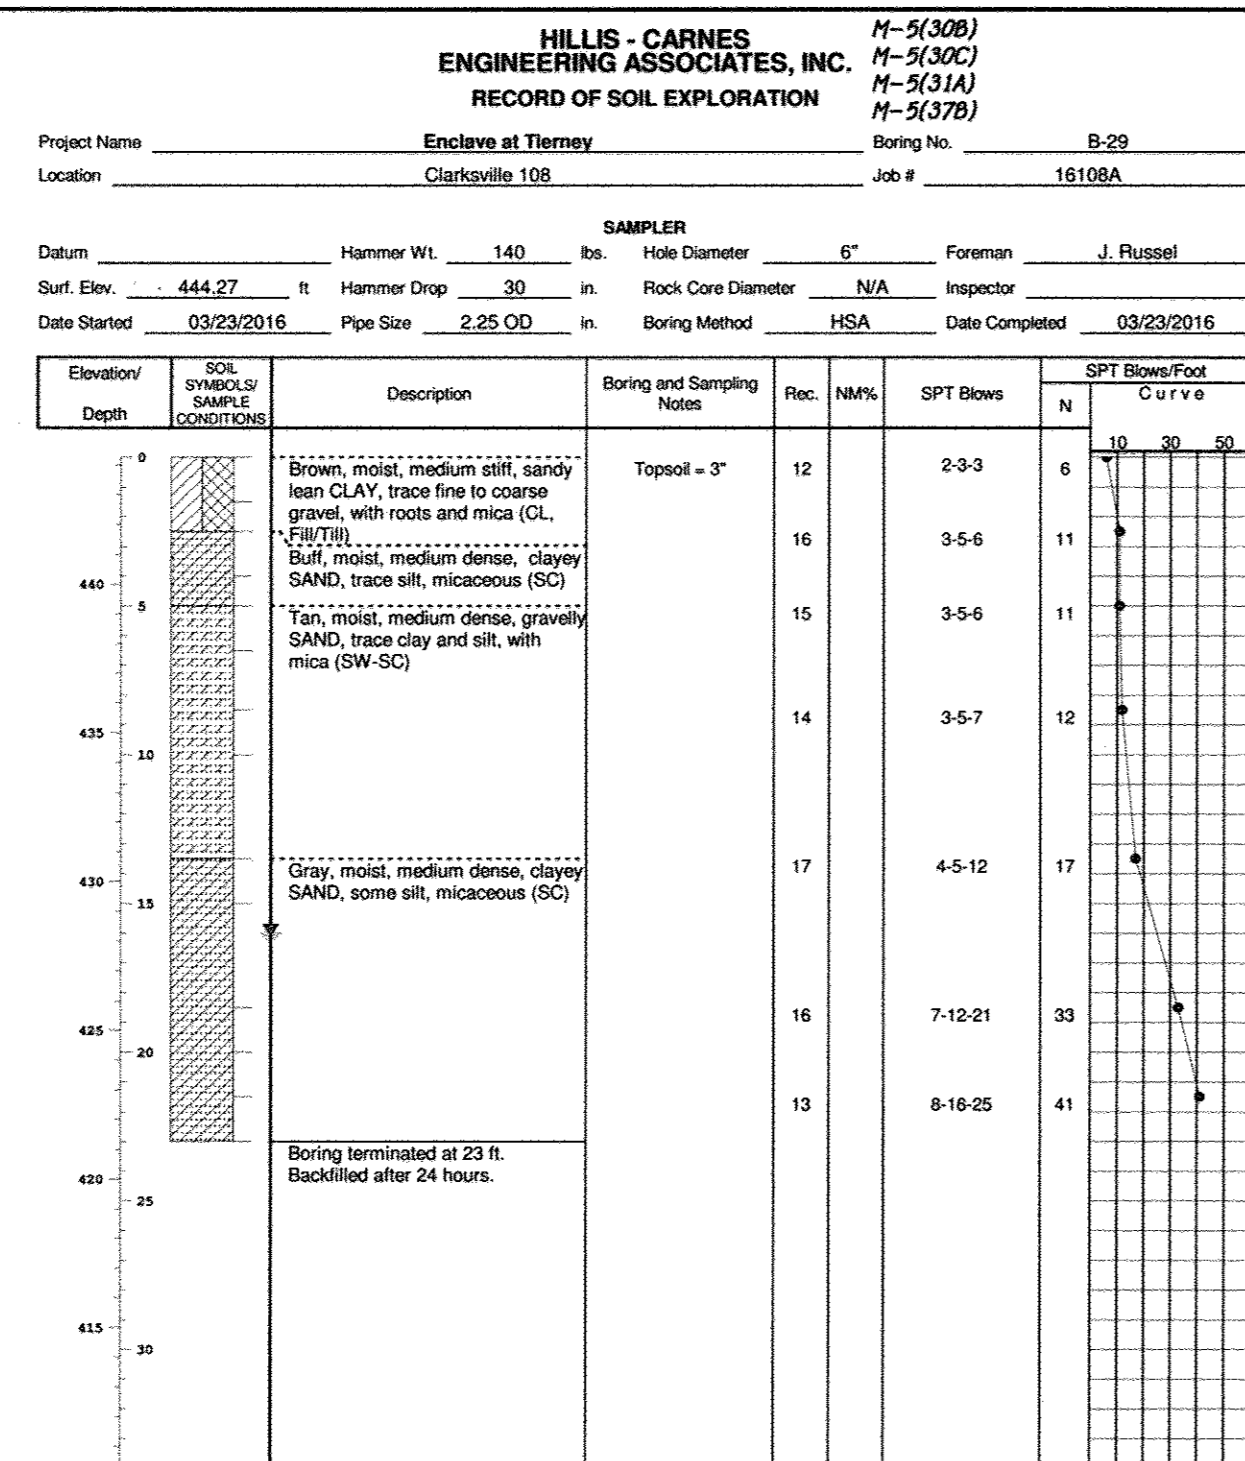 HILLIS - CARNES
ENGINEERING ASSOCIATES, INC.
RECORD OF SOIL EXPLORATION
M-5(30B)
M-5(30C)
M-5(31A)
M-5(37B)
Project Name Enclave at Tierney Boring No. B-29
Location Clarksville 108 Job # 16108A
SAMPLER
Datum Hammer Wt. 140 lbs. Hole Diameter 6" Foreman J. Russel
Surf. Elev. 444.27 ft Hammer Drop 30 in. Rock Core Diameter N/A Inspector
Date Started 03/23/2016 Pipe Size 2.25 OD in. Boring Method HSA Date Completed 03/23/2016
Elevation/
Depth
SOIL
SYMBOLS/
SAMPLE
CONDITIONS
Description
Boring and Sampling
Notes
Rec.
NM%
SPT Blows
SPT Blows/Foot
N
Curve
10 30 50
0
Brown, moist, medium stiff, sandy
lean CLAY, trace fine to coarse
gravel, with roots and mica (CL,
Fill/Till)
Topsoil = 3"
12 2-3-3 6
16 3-5-6 11
Buff, moist, medium dense, clayey
SAND, trace silt, micaceous (SC)
440
5
Tan, moist, medium dense, gravelly
SAND, trace clay and silt, with
mica (SW-SC)
15 3-5-6 11
14 3-5-7 12
435
10
Gray, moist, medium dense, clayey
SAND, some silt, micaceous (SC)
17 4-5-12 17
430
15
16 7-12-21 33
425
20
13 8-16-25 41
Boring terminated at 23 ft.
Backfilled after 24 hours.
420
25
415
30